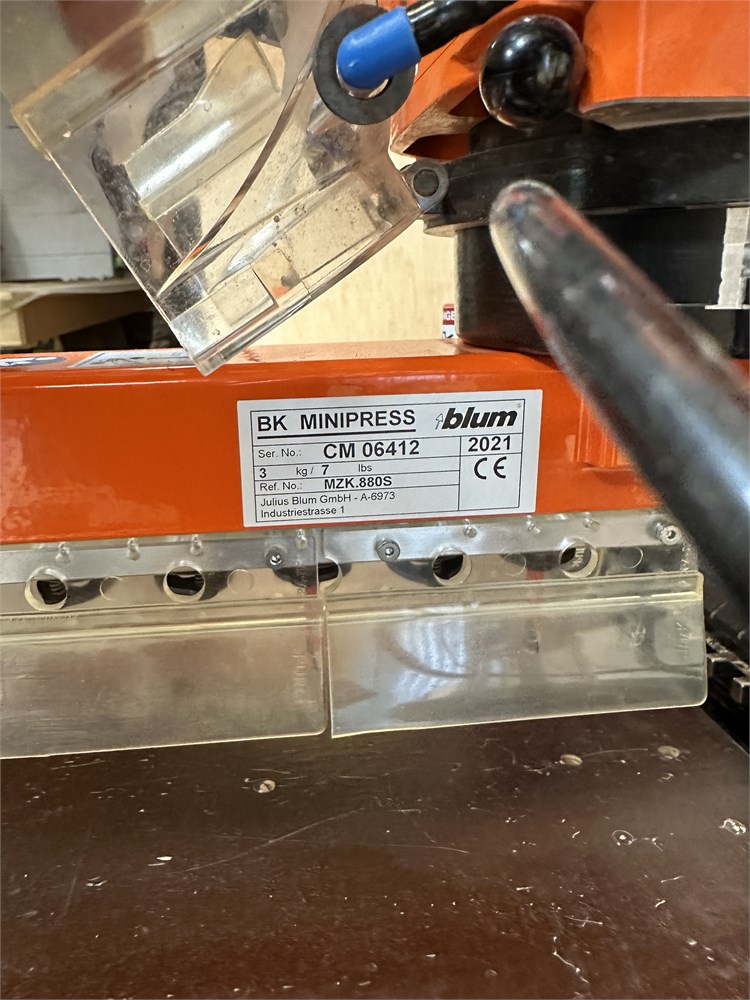 BK MINIPRESS blum®
Ser. No.: CM 06412 2021
3 kg / 7 lbs CE
Ref. No.: MZK.880S
Julius Blum GmbH - A-6973
Industriestrasse 1